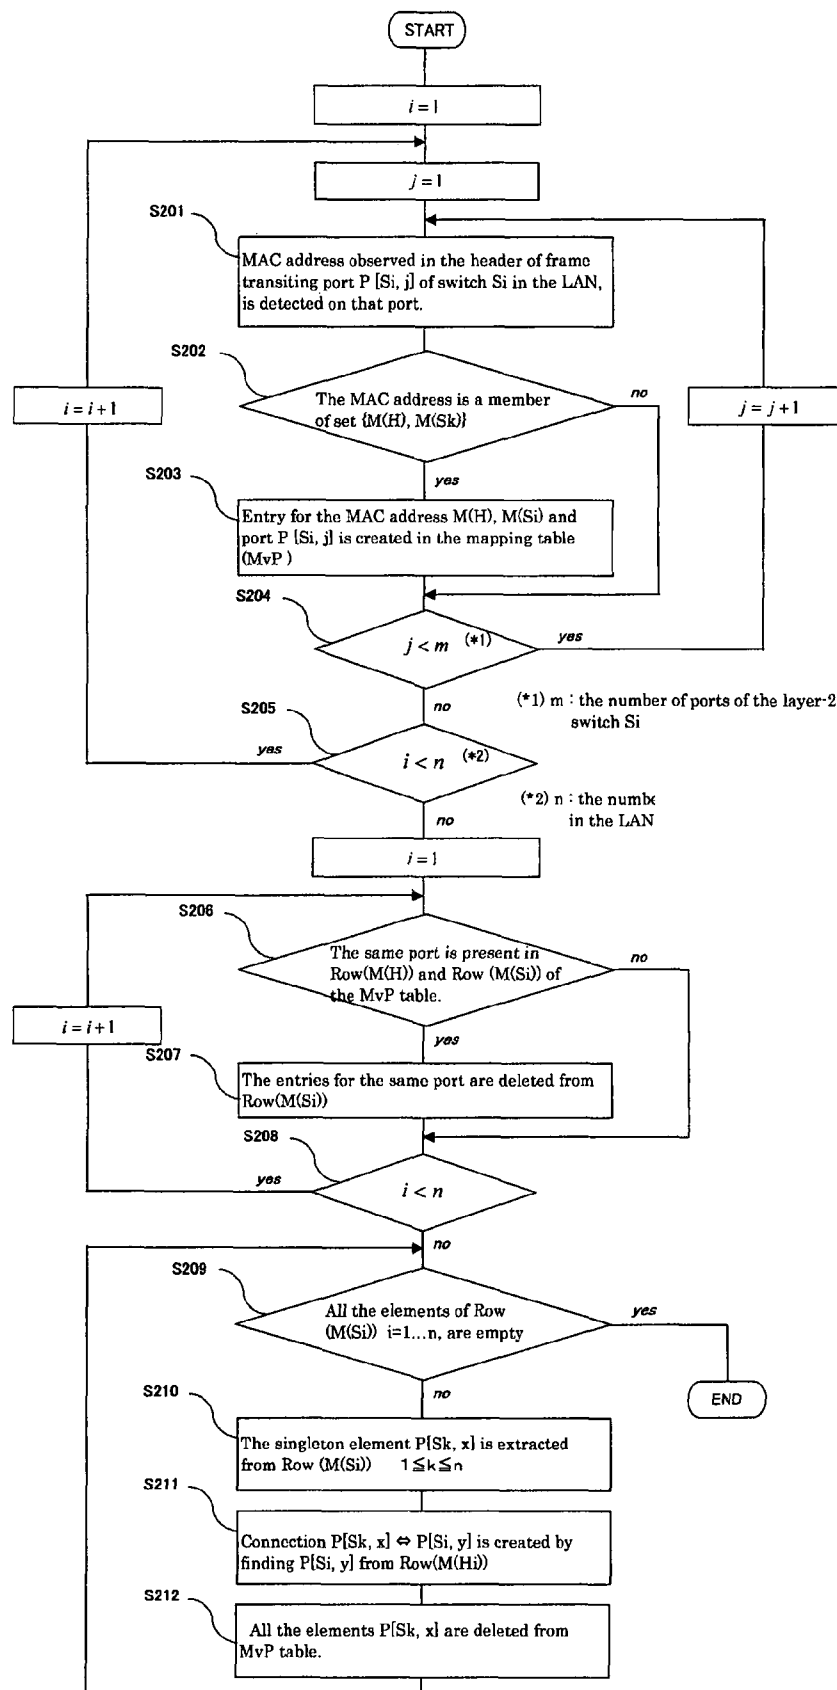 START
i = 1
j = 1
S201
MAC address observed in the header of frame
transiting port P [Si, j] of switch Si in the LAN,
is detected on that port.
S202
The MAC address is a member
of set {M(H), M(Sk)}
no
i = i + 1
j = j + 1
yes
S203
Entry for the MAC address M(H), M(Si) and
port P [Si, j] is created in the mapping table
(MvP )
S204
j < m (*1)
yes
no
(*1) m : the number of ports of the layer-2
switch Si
S205
yes
i < n (*2)
(*2) n : the numbe
in the LAN
no
i = 1
S206
The same port is present in
Row(M(H)) and Row (M(Si)) of
the MvP table.
no
i = i + 1
yes
S207
The entries for the same port are deleted from
Row(M(Si))
S208
yes
i < n
no
S209
All the elements of Row
(M(Si)) i=1...n, are empty
yes
no
END
S210
The singleton element P[Sk, x] is extracted
from Row (M(Si)) 1≦k≦n
S211
Connection P[Sk, x] ⇔ P[Si, y] is created by
finding P[Si, y] from Row(M(Hi))
S212
All the elements P[Sk, x] are deleted from
MvP table.